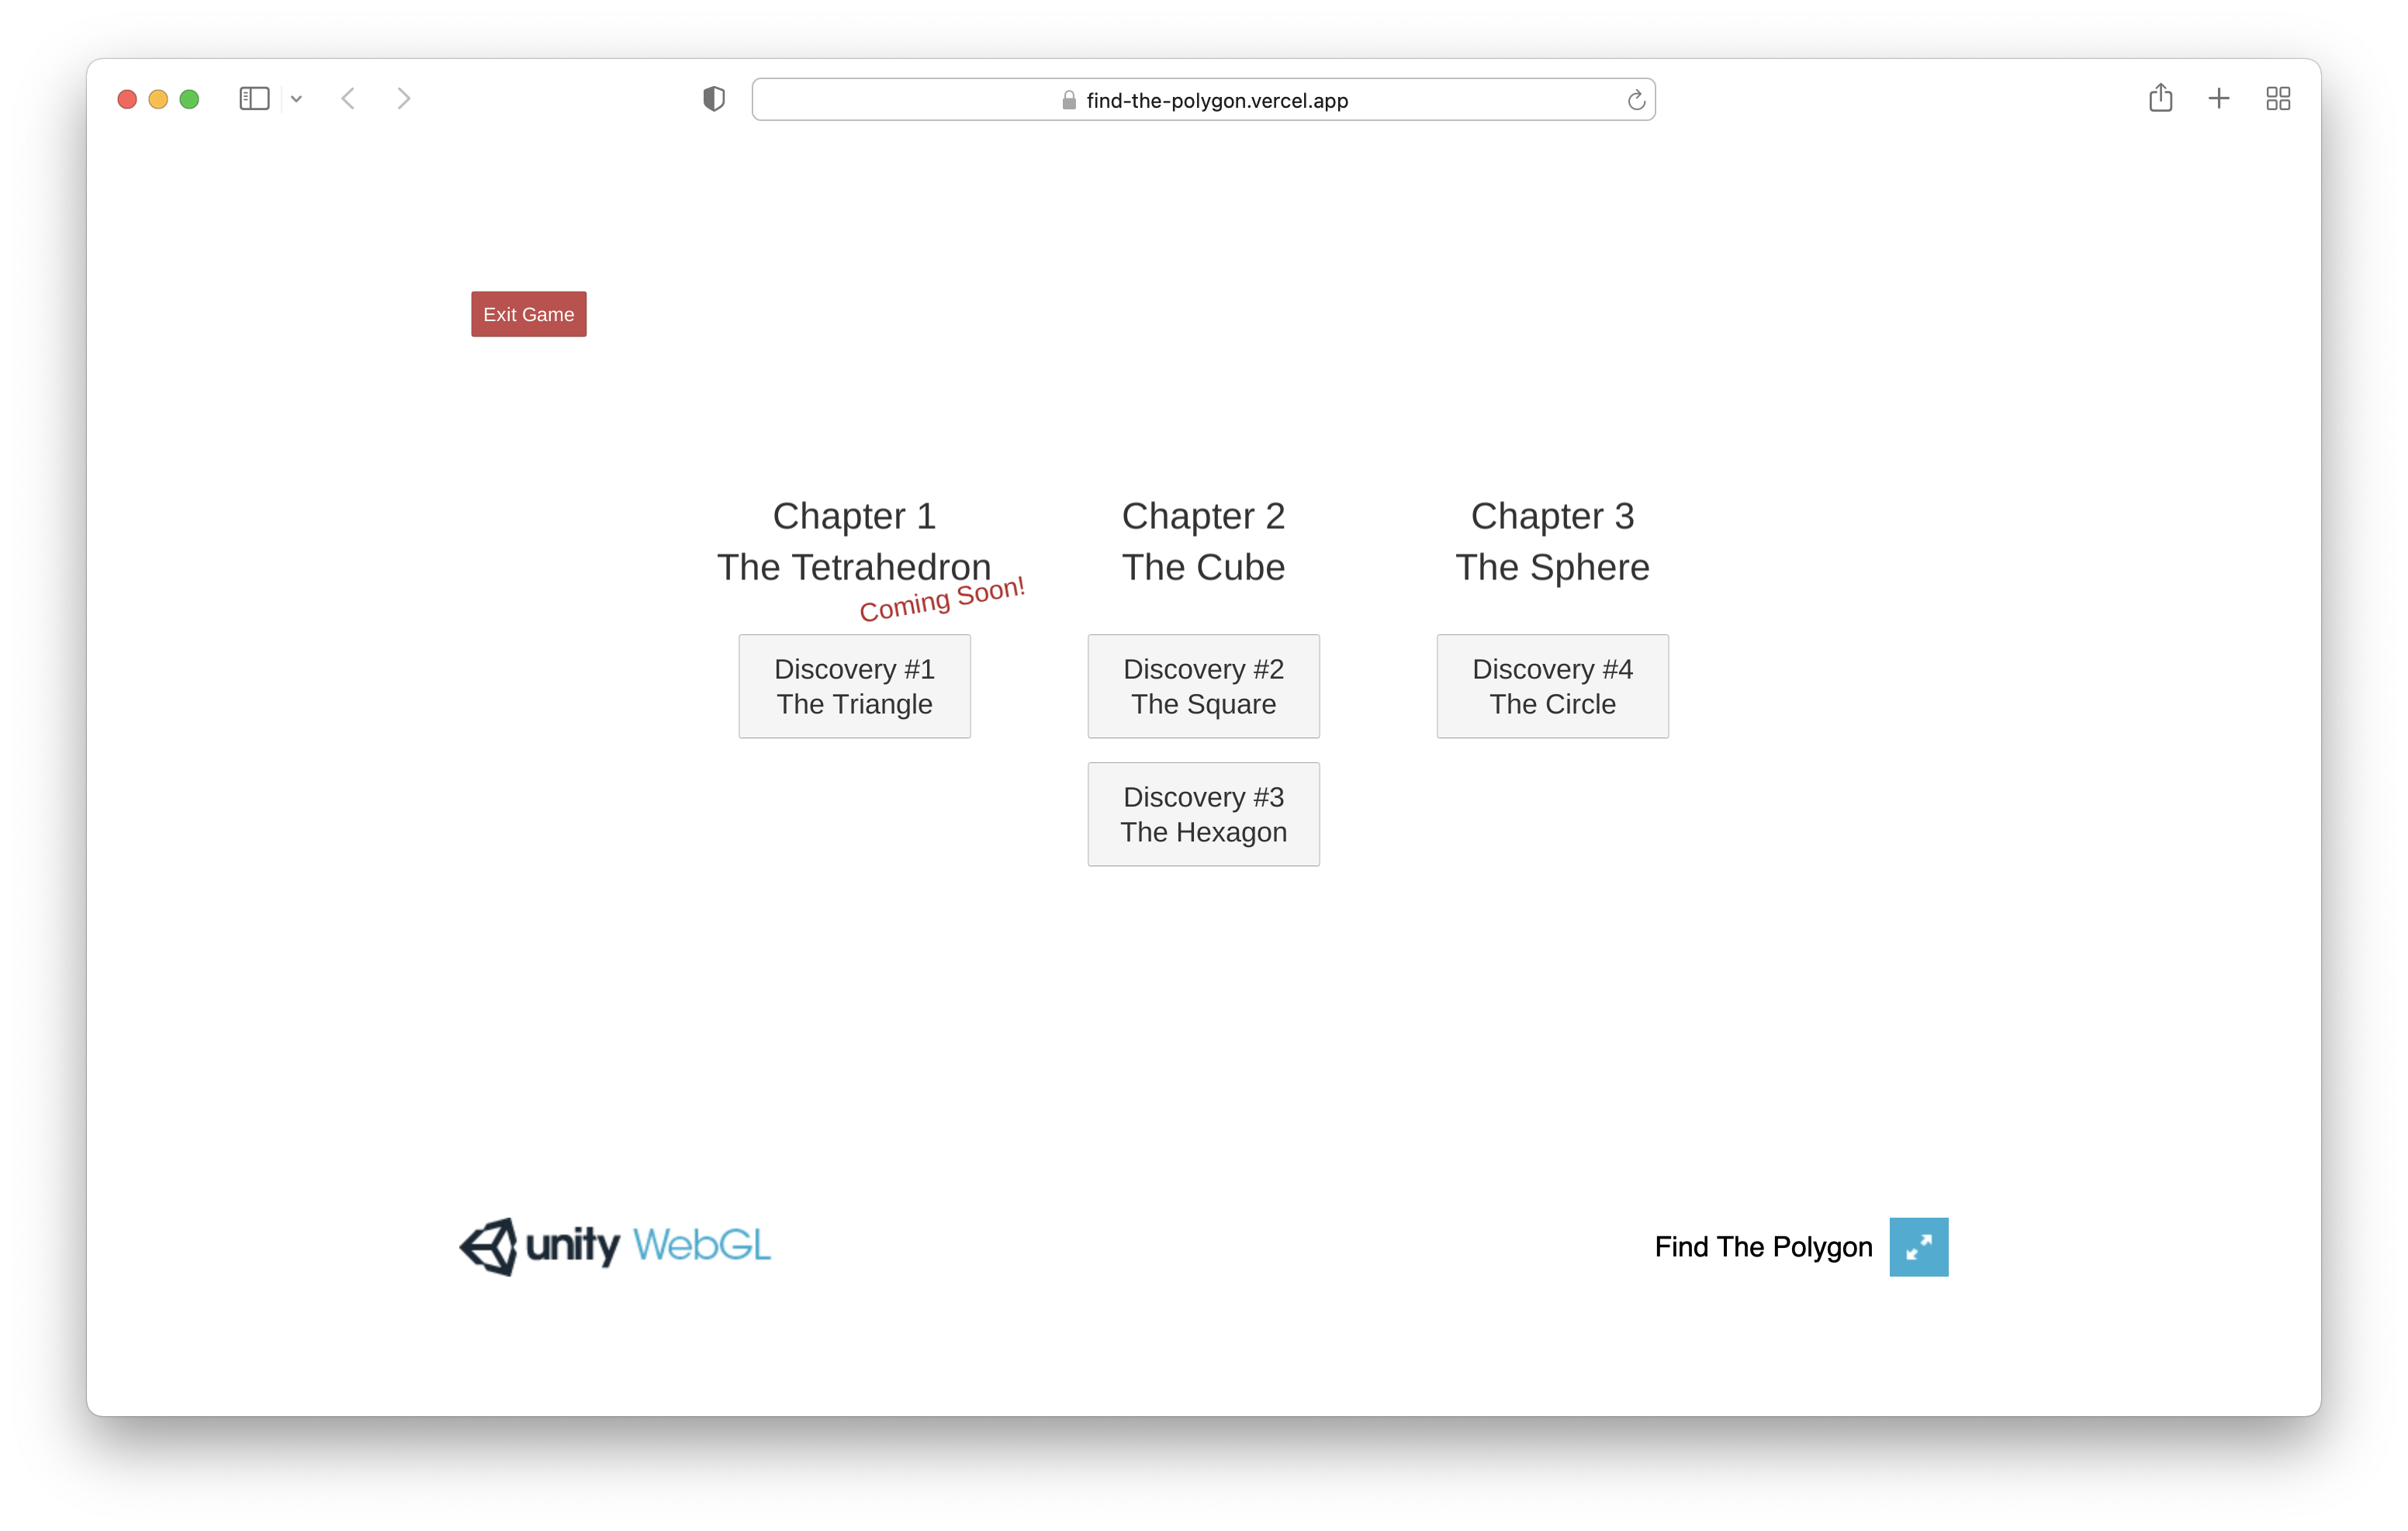 find-the-polygon.vercel.app
Exit Game
Chapter 1
The Tetrahedron
Coming Soon!
Discovery #1
The Triangle
Chapter 2
The Cube
Discovery #2
The Square
Discovery #3
The Hexagon
Chapter 3
The Sphere
Discovery #4
The Circle
unity WebGL
Find The Polygon